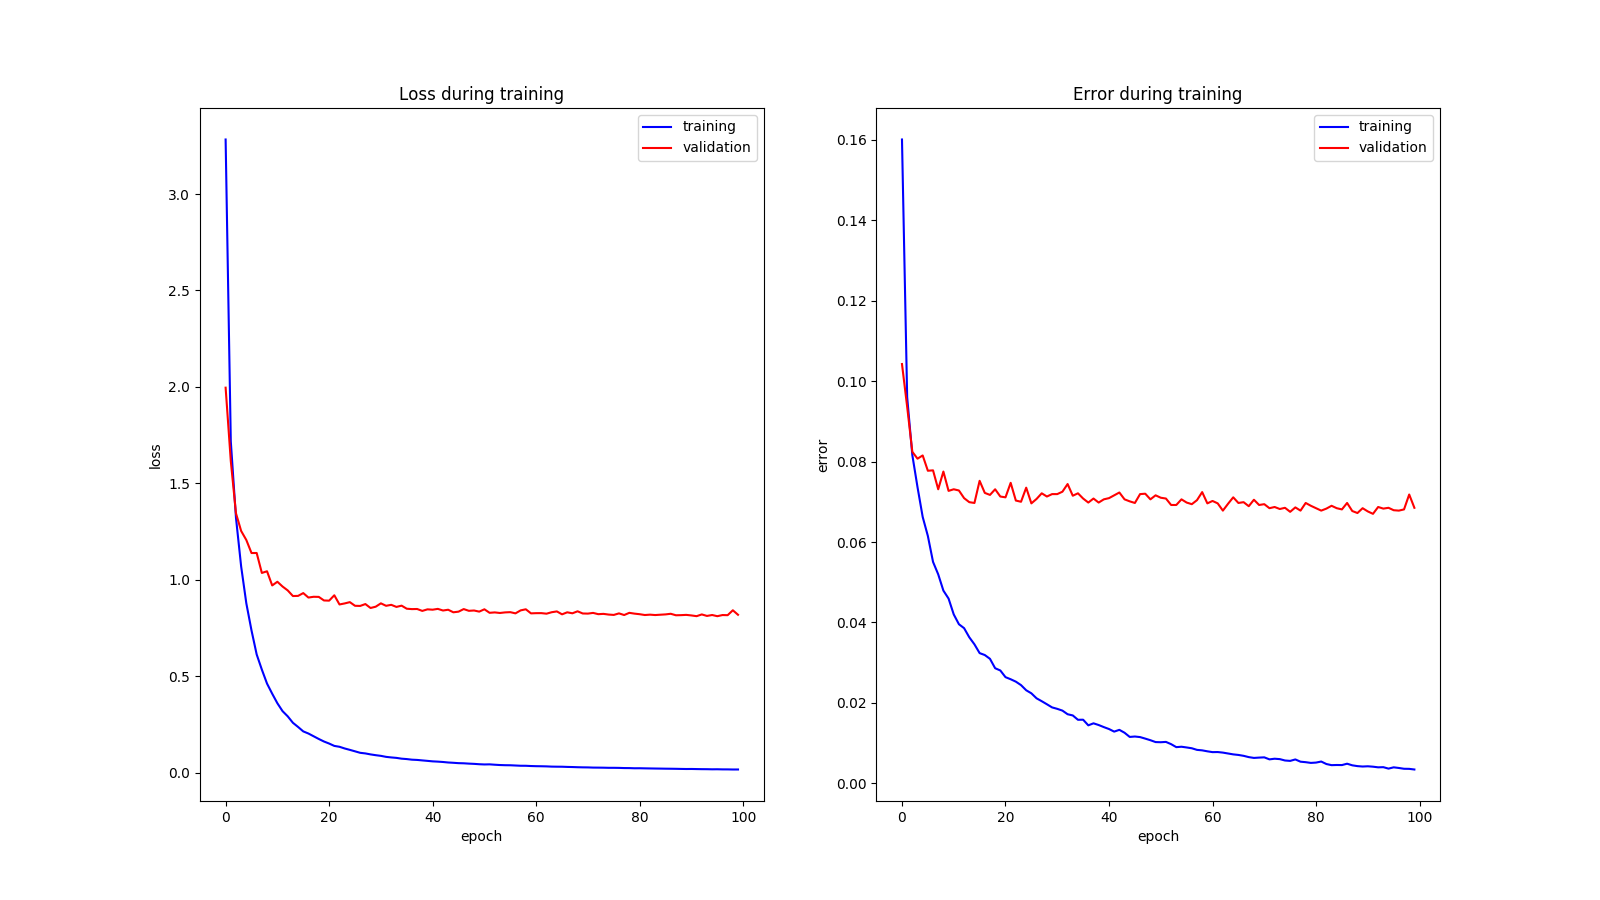 Loss during training
training
validation
3.0
2.5
2.0
1.5
1.0
0.5
0.0
loss
0 20 40 60 80 100
epoch
Error during training
training
validation
0.16
0.14
0.12
0.10
0.08
0.06
0.04
0.02
0.00
error
0 20 40 60 80 100
epoch